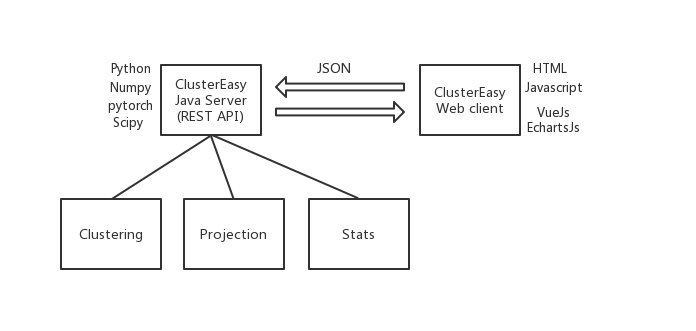 Python
Numpy
pytorch
Scipy
ClusterEasy
Java Server
(REST API)
JSON
ClusterEasy
Web client
HTML
Javascript
VueJs
EchartsJs
Clustering
Projection
Stats